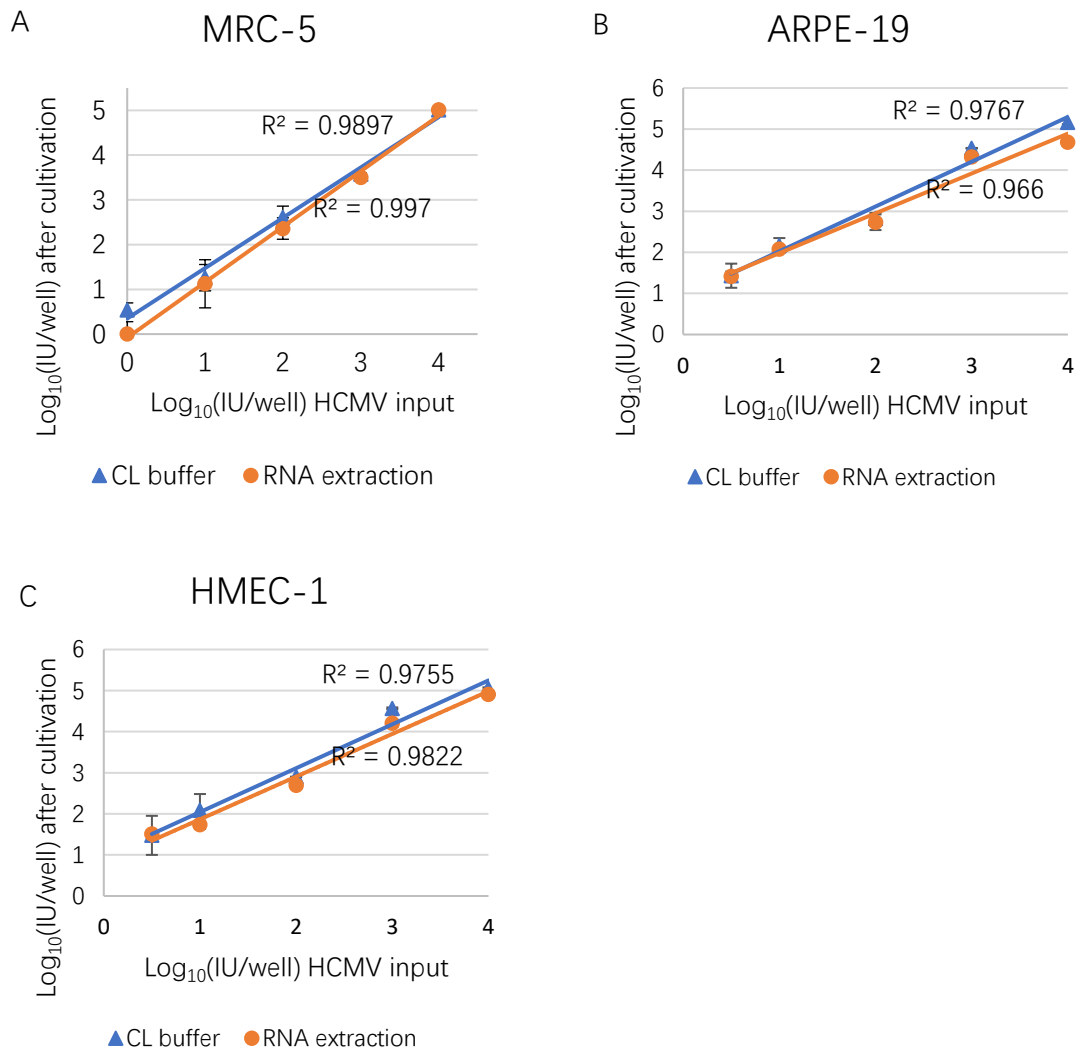 A
MRC-5
Log₁₀(IU/well) after cultivation
5
4
3
2
1
0
R² = 0.9897
R² = 0.997
0 1 2 3 4
Log₁₀(IU/well) HCMV input
CL buffer RNA extraction
B
ARPE-19
Log₁₀(IU/well) after cultivation
6
5
4
3
2
1
0
R² = 0.9767
R² = 0.966
0 1 2 3 4
Log₁₀(IU/well) HCMV input
CL buffer RNA extraction
C
HMEC-1
Log₁₀(IU/well) after cultivation
6
5
4
3
2
1
0
R² = 0.9755
R² = 0.9822
0 1 2 3 4
Log₁₀(IU/well) HCMV input
CL buffer RNA extraction